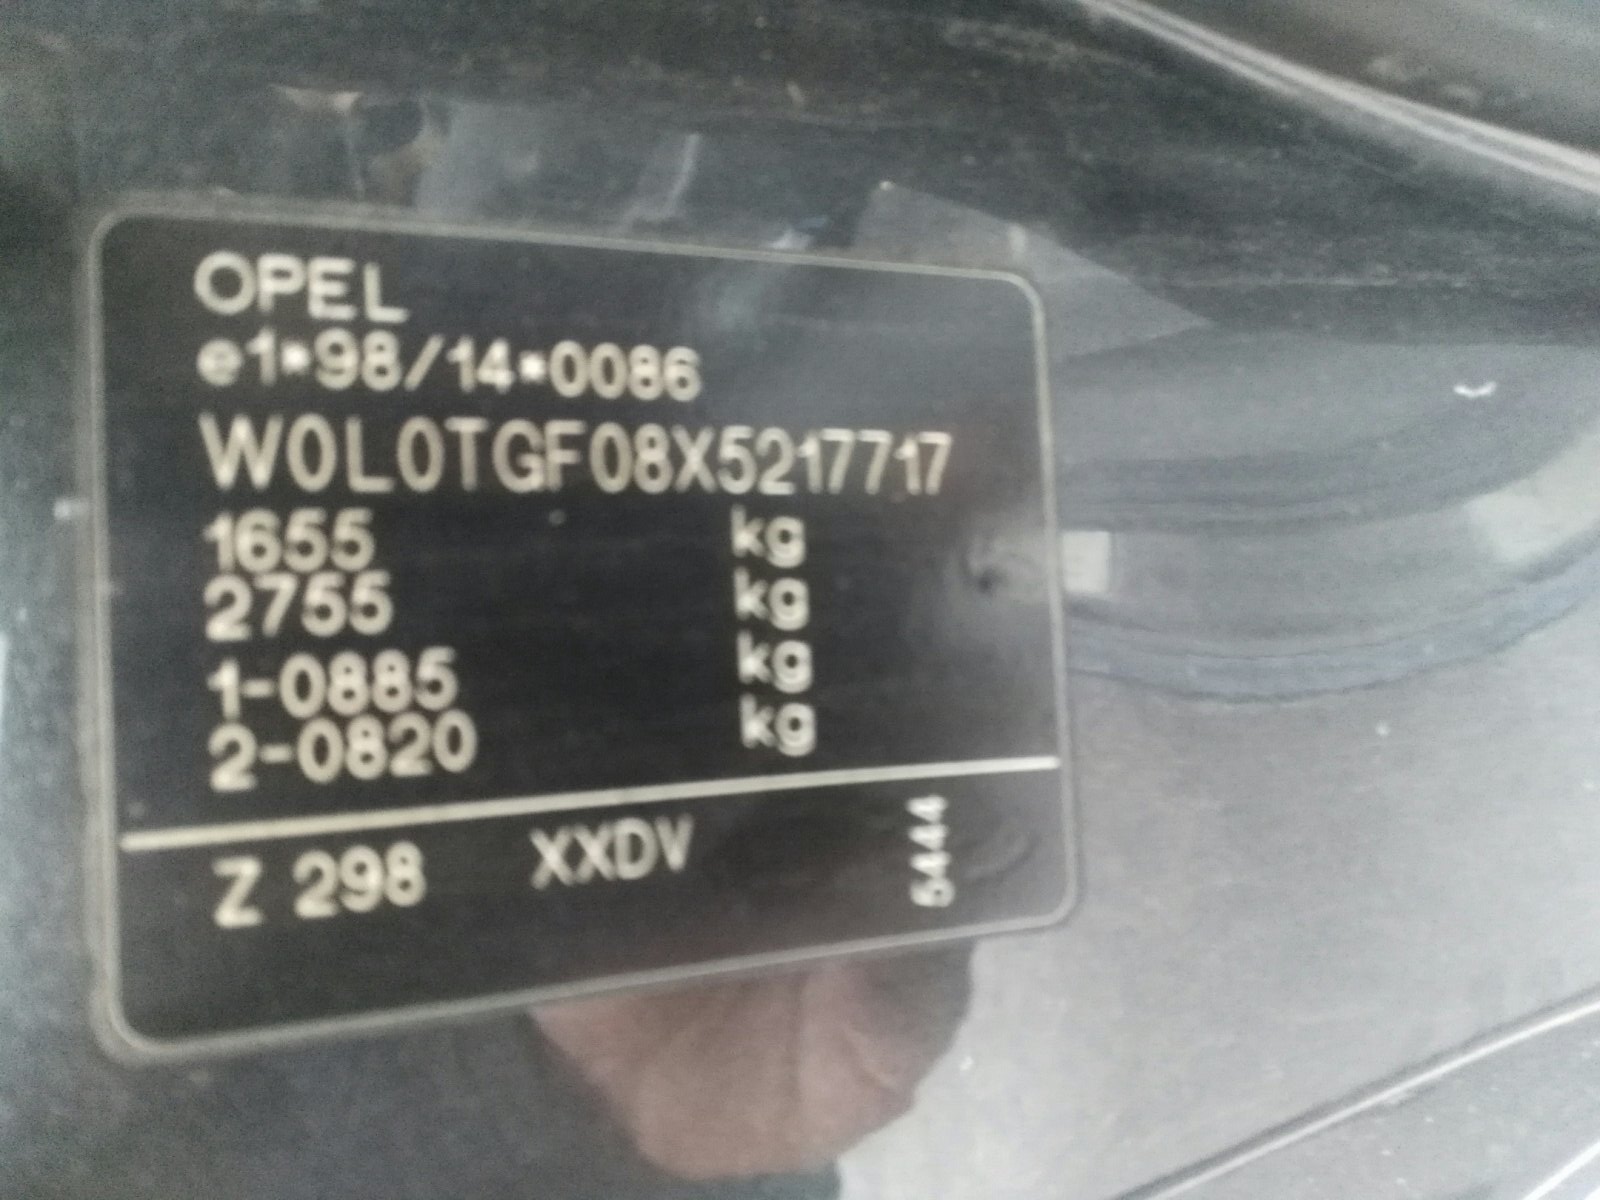 OPEL
e1*98/14*0086
W0L0TGF08X5217717
1655 kg
2755 kg
1-0885 kg
2-0820 kg
Z 298 XXDV 5444